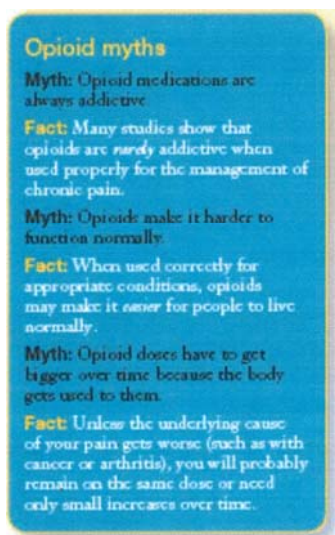 Opioid myths
Myth: Opioid medications are
always addictive
Fact: Many studies show that
opioids are rarely addictive when
used properly for the management of
chronic pain.
Myth: Opioids make it harder to
function normally.
Fact: When used correctly for
appropriate conditions, opioids
may make it easier for people to live
normally.
Myth: Opioid doses have to get
bigger over time because the body
gets used to them.
Fact: Unless the underlying cause
of your pain gets worse (such as with
cancer or arthritis), you will probably
remain on the same dose or need
only small increases over time.